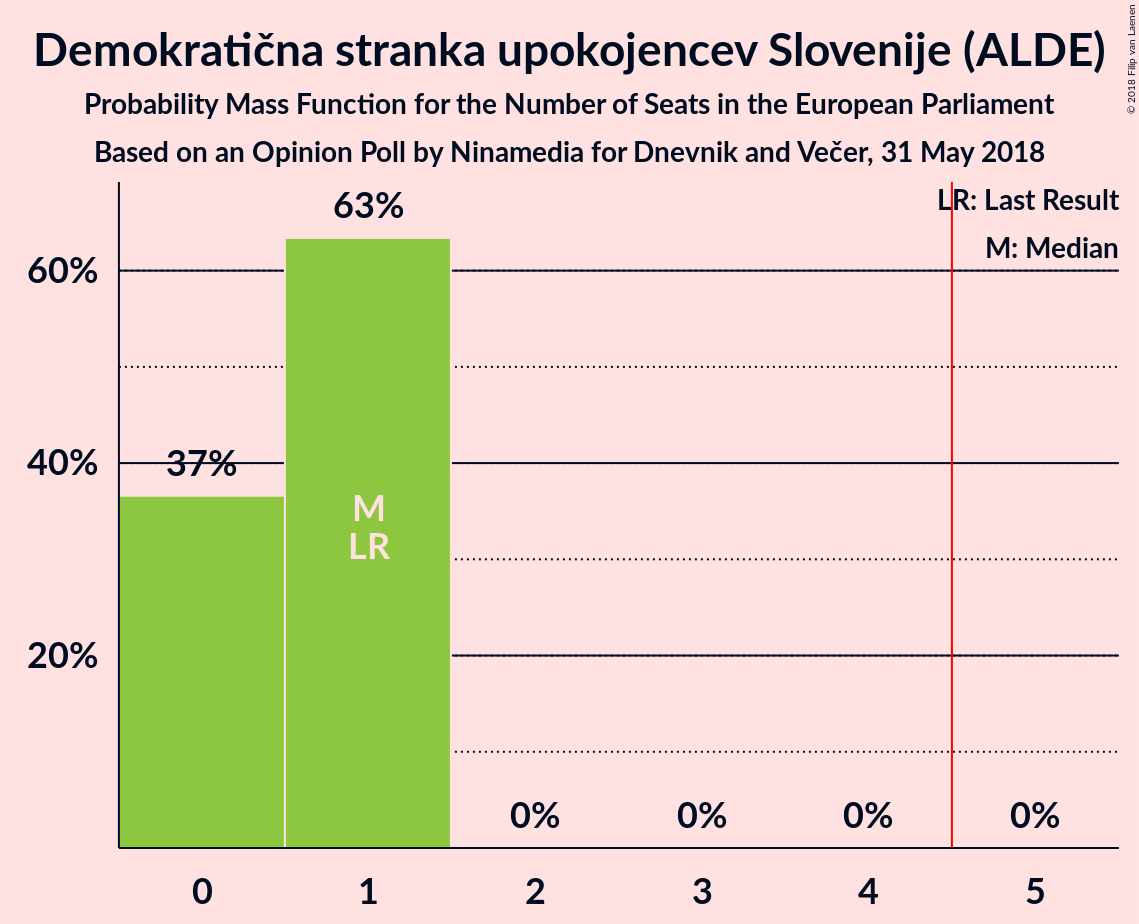 Demokratična stranka upokojencev Slovenije (ALDE)
Probability Mass Function for the Number of Seats in the European Parliament
Based on an Opinion Poll by Ninamedia for Dnevnik and Večer, 31 May 2018
© 2018 Filip van Laenen
LR: Last Result
M: Median
63%
60%
40%
37%
M
LR
20%
0% 0% 0% 0%
0 1 2 3 4 5